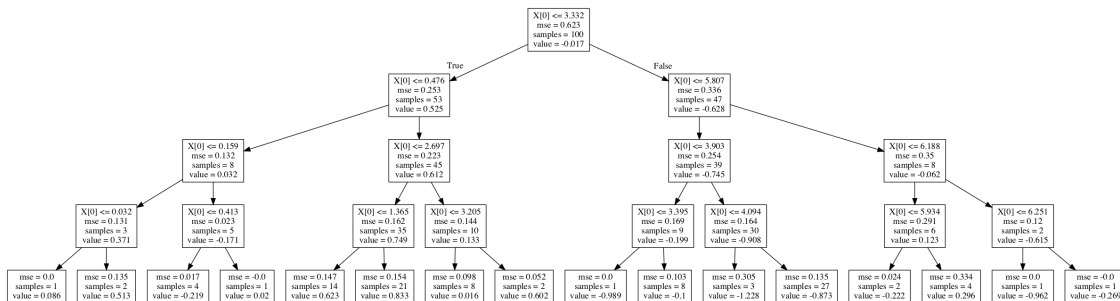 X[0] <= 3.332
mse = 0.623
samples = 100
value = -0.017
True
False
X[0] <= 0.476
mse = 0.253
samples = 53
value = 0.525
X[0] <= 5.807
mse = 0.336
samples = 47
value = -0.628
X[0] <= 0.159
mse = 0.132
samples = 8
value = 0.032
X[0] <= 2.697
mse = 0.223
samples = 45
value = 0.612
X[0] <= 3.903
mse = 0.254
samples = 39
value = -0.745
X[0] <= 6.188
mse = 0.35
samples = 8
value = -0.062
X[0] <= 0.032
mse = 0.131
samples = 3
value = 0.371
X[0] <= 0.413
mse = 0.023
samples = 5
value = -0.171
X[0] <= 1.365
mse = 0.162
samples = 35
value = 0.749
X[0] <= 3.205
mse = 0.144
samples = 10
value = 0.133
X[0] <= 3.395
mse = 0.169
samples = 9
value = -0.199
X[0] <= 4.094
mse = 0.164
samples = 30
value = -0.908
X[0] <= 5.934
mse = 0.291
samples = 6
value = 0.123
X[0] <= 6.251
mse = 0.12
samples = 2
value = -0.615
mse = 0.0
samples = 1
value = 0.086
mse = 0.135
samples = 2
value = 0.513
mse = 0.017
samples = 4
value = -0.219
mse = -0.0
samples = 1
value = 0.02
mse = 0.147
samples = 14
value = 0.623
mse = 0.154
samples = 21
value = 0.833
mse = 0.098
samples = 8
value = 0.016
mse = 0.052
samples = 2
value = 0.602
mse = 0.0
samples = 1
value = -0.989
mse = 0.103
samples = 8
value = -0.1
mse = 0.305
samples = 3
value = -1.228
mse = 0.135
samples = 27
value = -0.873
mse = 0.024
samples = 2
value = -0.222
mse = 0.334
samples = 4
value = 0.296
mse = 0.0
samples = 1
value = -0.962
mse = -0.0
samples = 1
value = -0.269